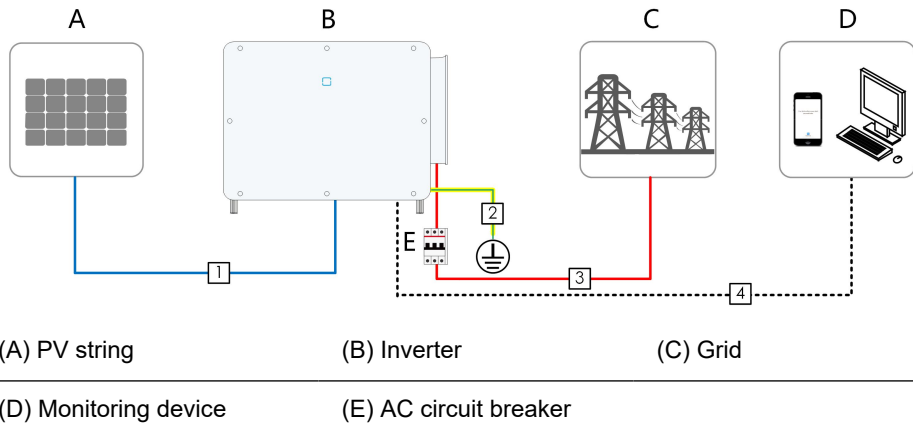 A B C D
E
2
1
3
4
(A) PV string (B) Inverter (C) Grid
(D) Monitoring device (E) AC circuit breaker